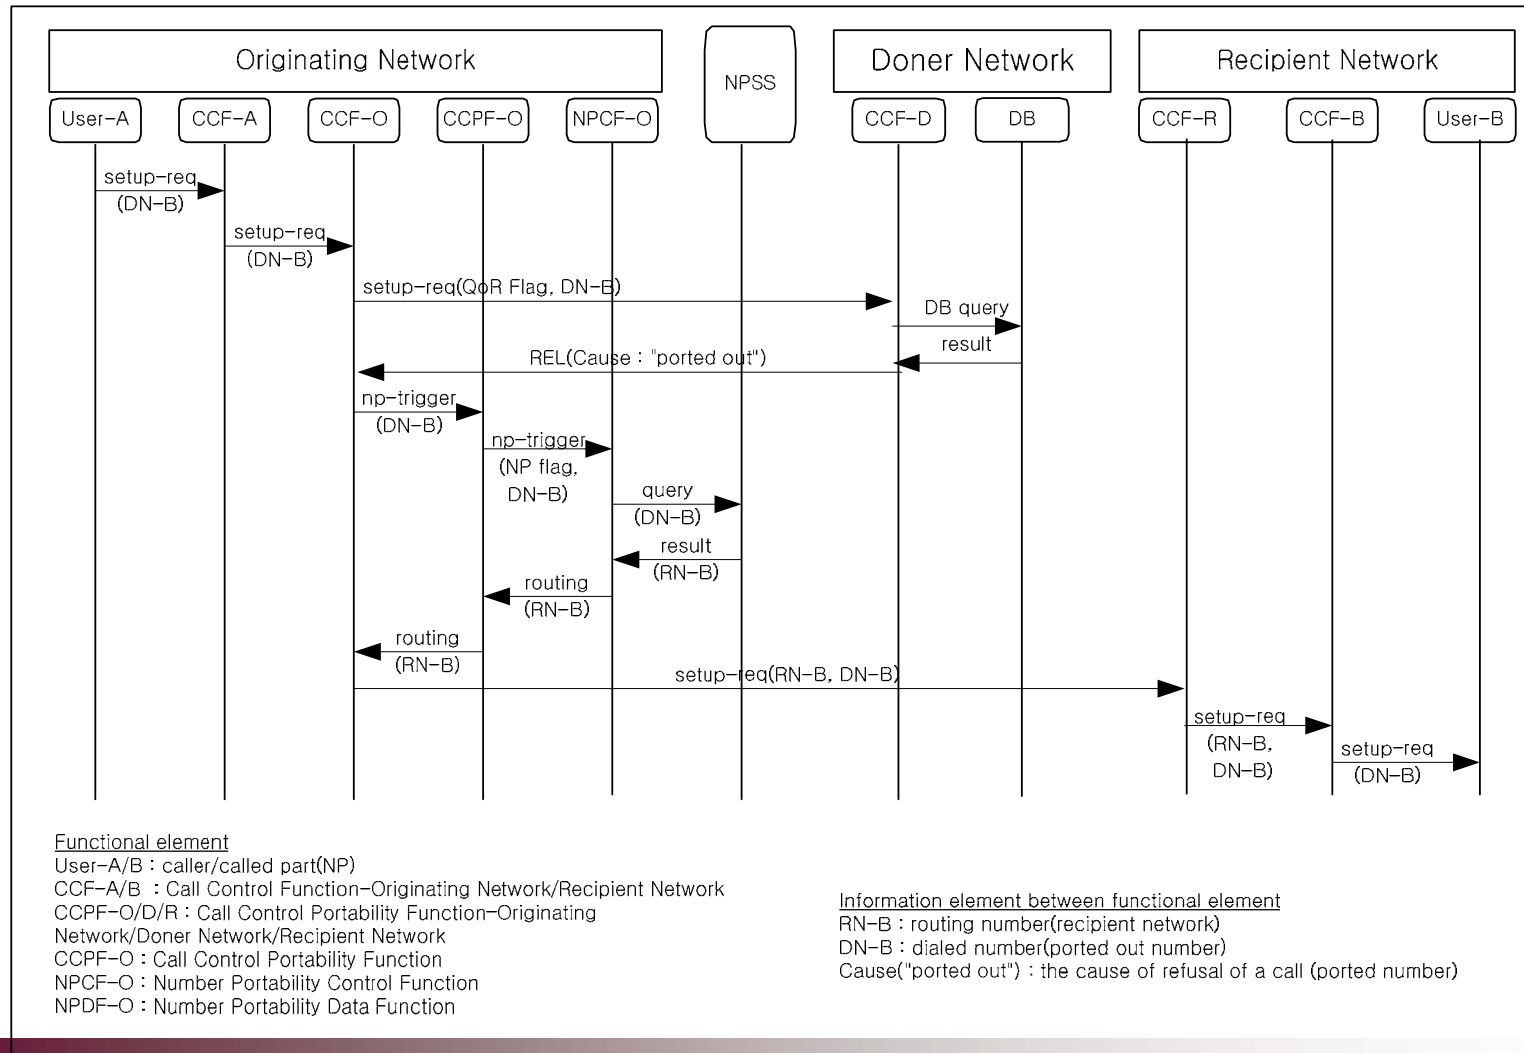 Originating Network
NPSS
Doner Network
Recipient Network
User-A
CCF-A
CCF-O
CCPF-O
NPCF-O
CCF-D
DB
CCF-R
CCF-B
User-B
setup-req
(DN-B)
setup-req
(DN-B)
setup-req(QoR Flag, DN-B)
DB query
result
REL(Cause : "ported out")
np-trigger
(DN-B)
np-trigger
(NP flag,
DN-B)
query
(DN-B)
result
(RN-B)
routing
(RN-B)
routing
(RN-B)
setup-req(RN-B, DN-B)
setup-req
(RN-B,
DN-B)
setup-req
(DN-B)
Functional element
User-A/B : caller/called part(NP)
CCF-A/B : Call Control Function-Originating Network/Recipient Network
CCPF-O/D/R : Call Control Portability Function-Originating
Network/Doner Network/Recipient Network
CCPF-O : Call Control Portability Function
NPCF-O : Number Portability Control Function
NPDF-O : Number Portability Data Function
Information element between functional element
RN-B : routing number(recipient network)
DN-B : dialed number(ported out number)
Cause("ported out") : the cause of refusal of a call (ported number)